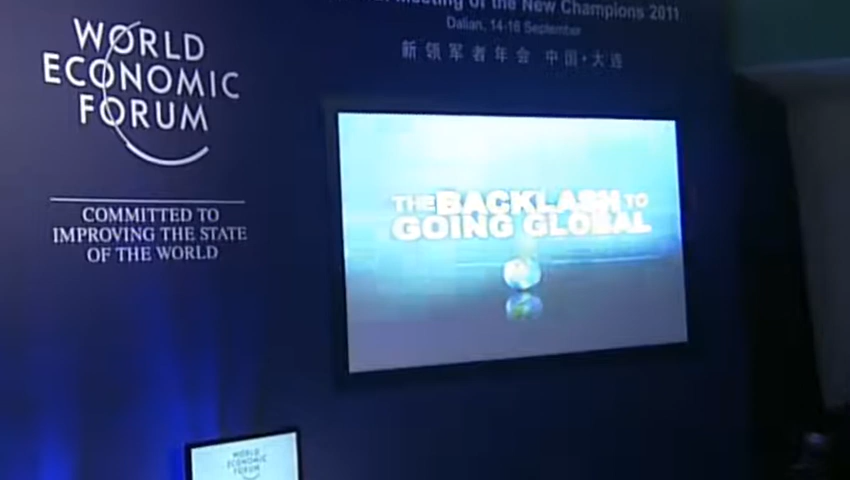 Meeting of the New Champions 2011
Dalian, 14-16 September
新领军者年会 中国•大连
WORLD
ECONOMIC
FORUM
COMMITTED TO
IMPROVING THE STATE
OF THE WORLD
THE BACKLASH TO
GOING GLOBAL
WORLD
ECONOMIC
FORUM